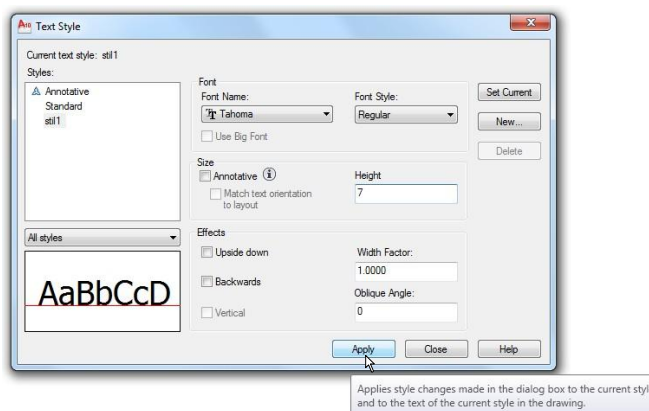 Text Style
Current text style: stil1
Styles:
Annotative
Standard
stil1
All styles
AaBbCcD
Font
Font Name:
Tahoma
Font Style:
Regular
Use Big Font
Size
Annotative
Match text orientation
to layout
Height
7
Effects
Upside down
Backwards
Vertical
Width Factor:
1.0000
Oblique Angle:
0
Set Current
New...
Delete
Apply
Close
Help
Applies style changes made in the dialog box to the current styl
and to the text of the current style in the drawing.